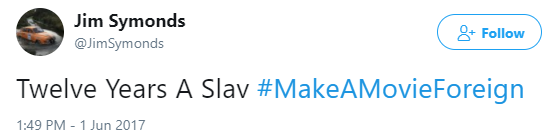 Jim Symonds
@JimSymonds
Follow
Twelve Years A Slav #MakeAMovieForeign
1:49 PM - 1 Jun 2017